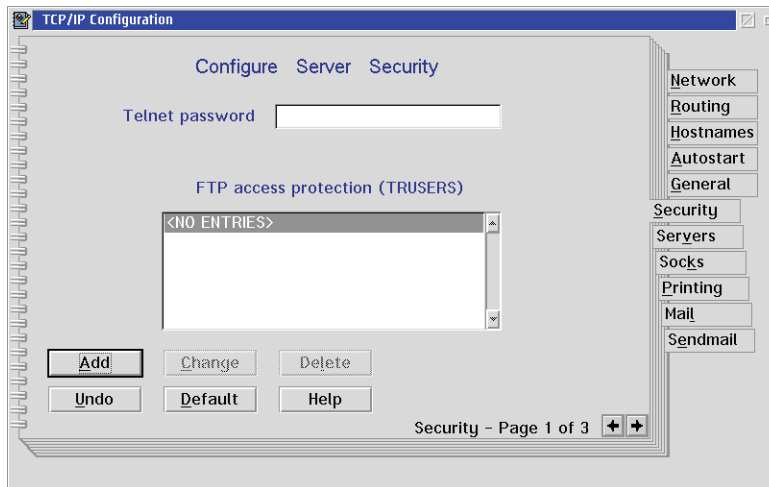 TCP/IP Configuration
Configure Server Security
Telnet password
FTP access protection (TRUSERS)
<NO ENTRIES>
Add Change Delete
Undo Default Help
Security - Page 1 of 3
Network
Routing
Hostnames
Autostart
General
Security
Servers
Socks
Printing
Mail
Sendmail